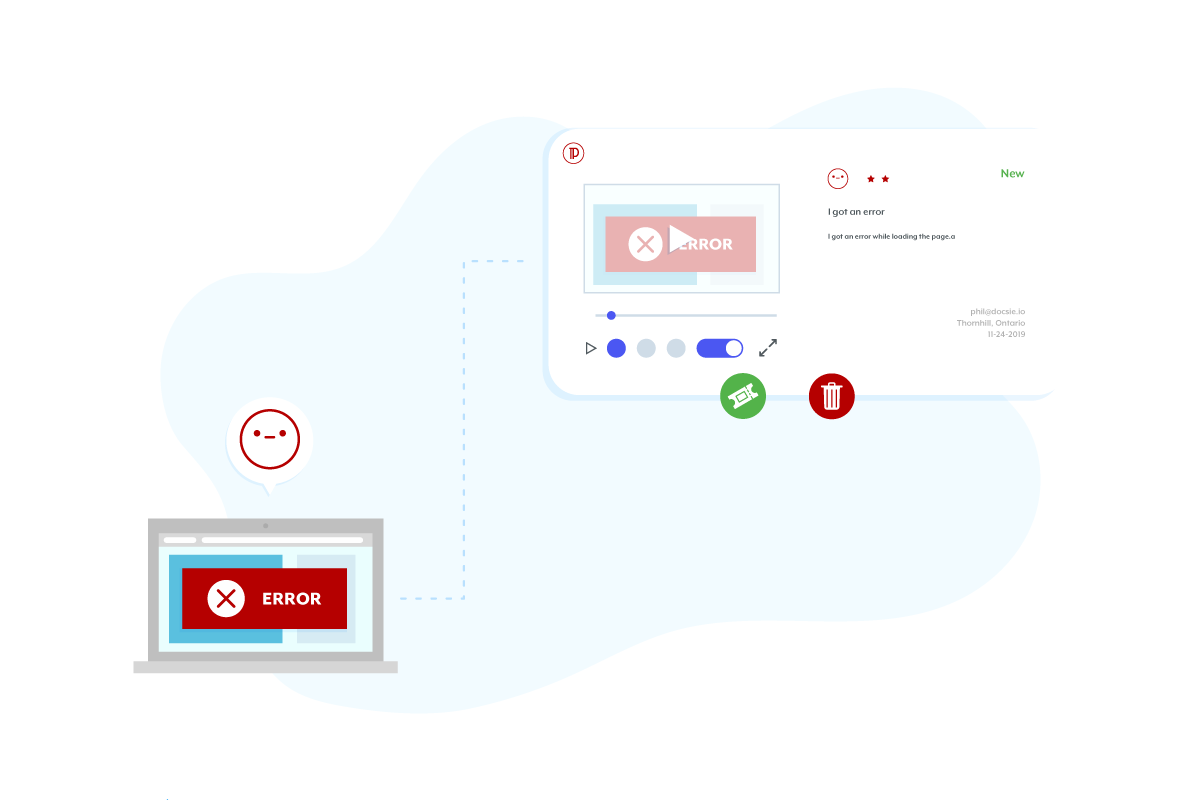 New
I got an error
I got an error while loading the page.a
ERROR
phil@docsie.io
Thornhill, Ontario
11-24-2019
ERROR